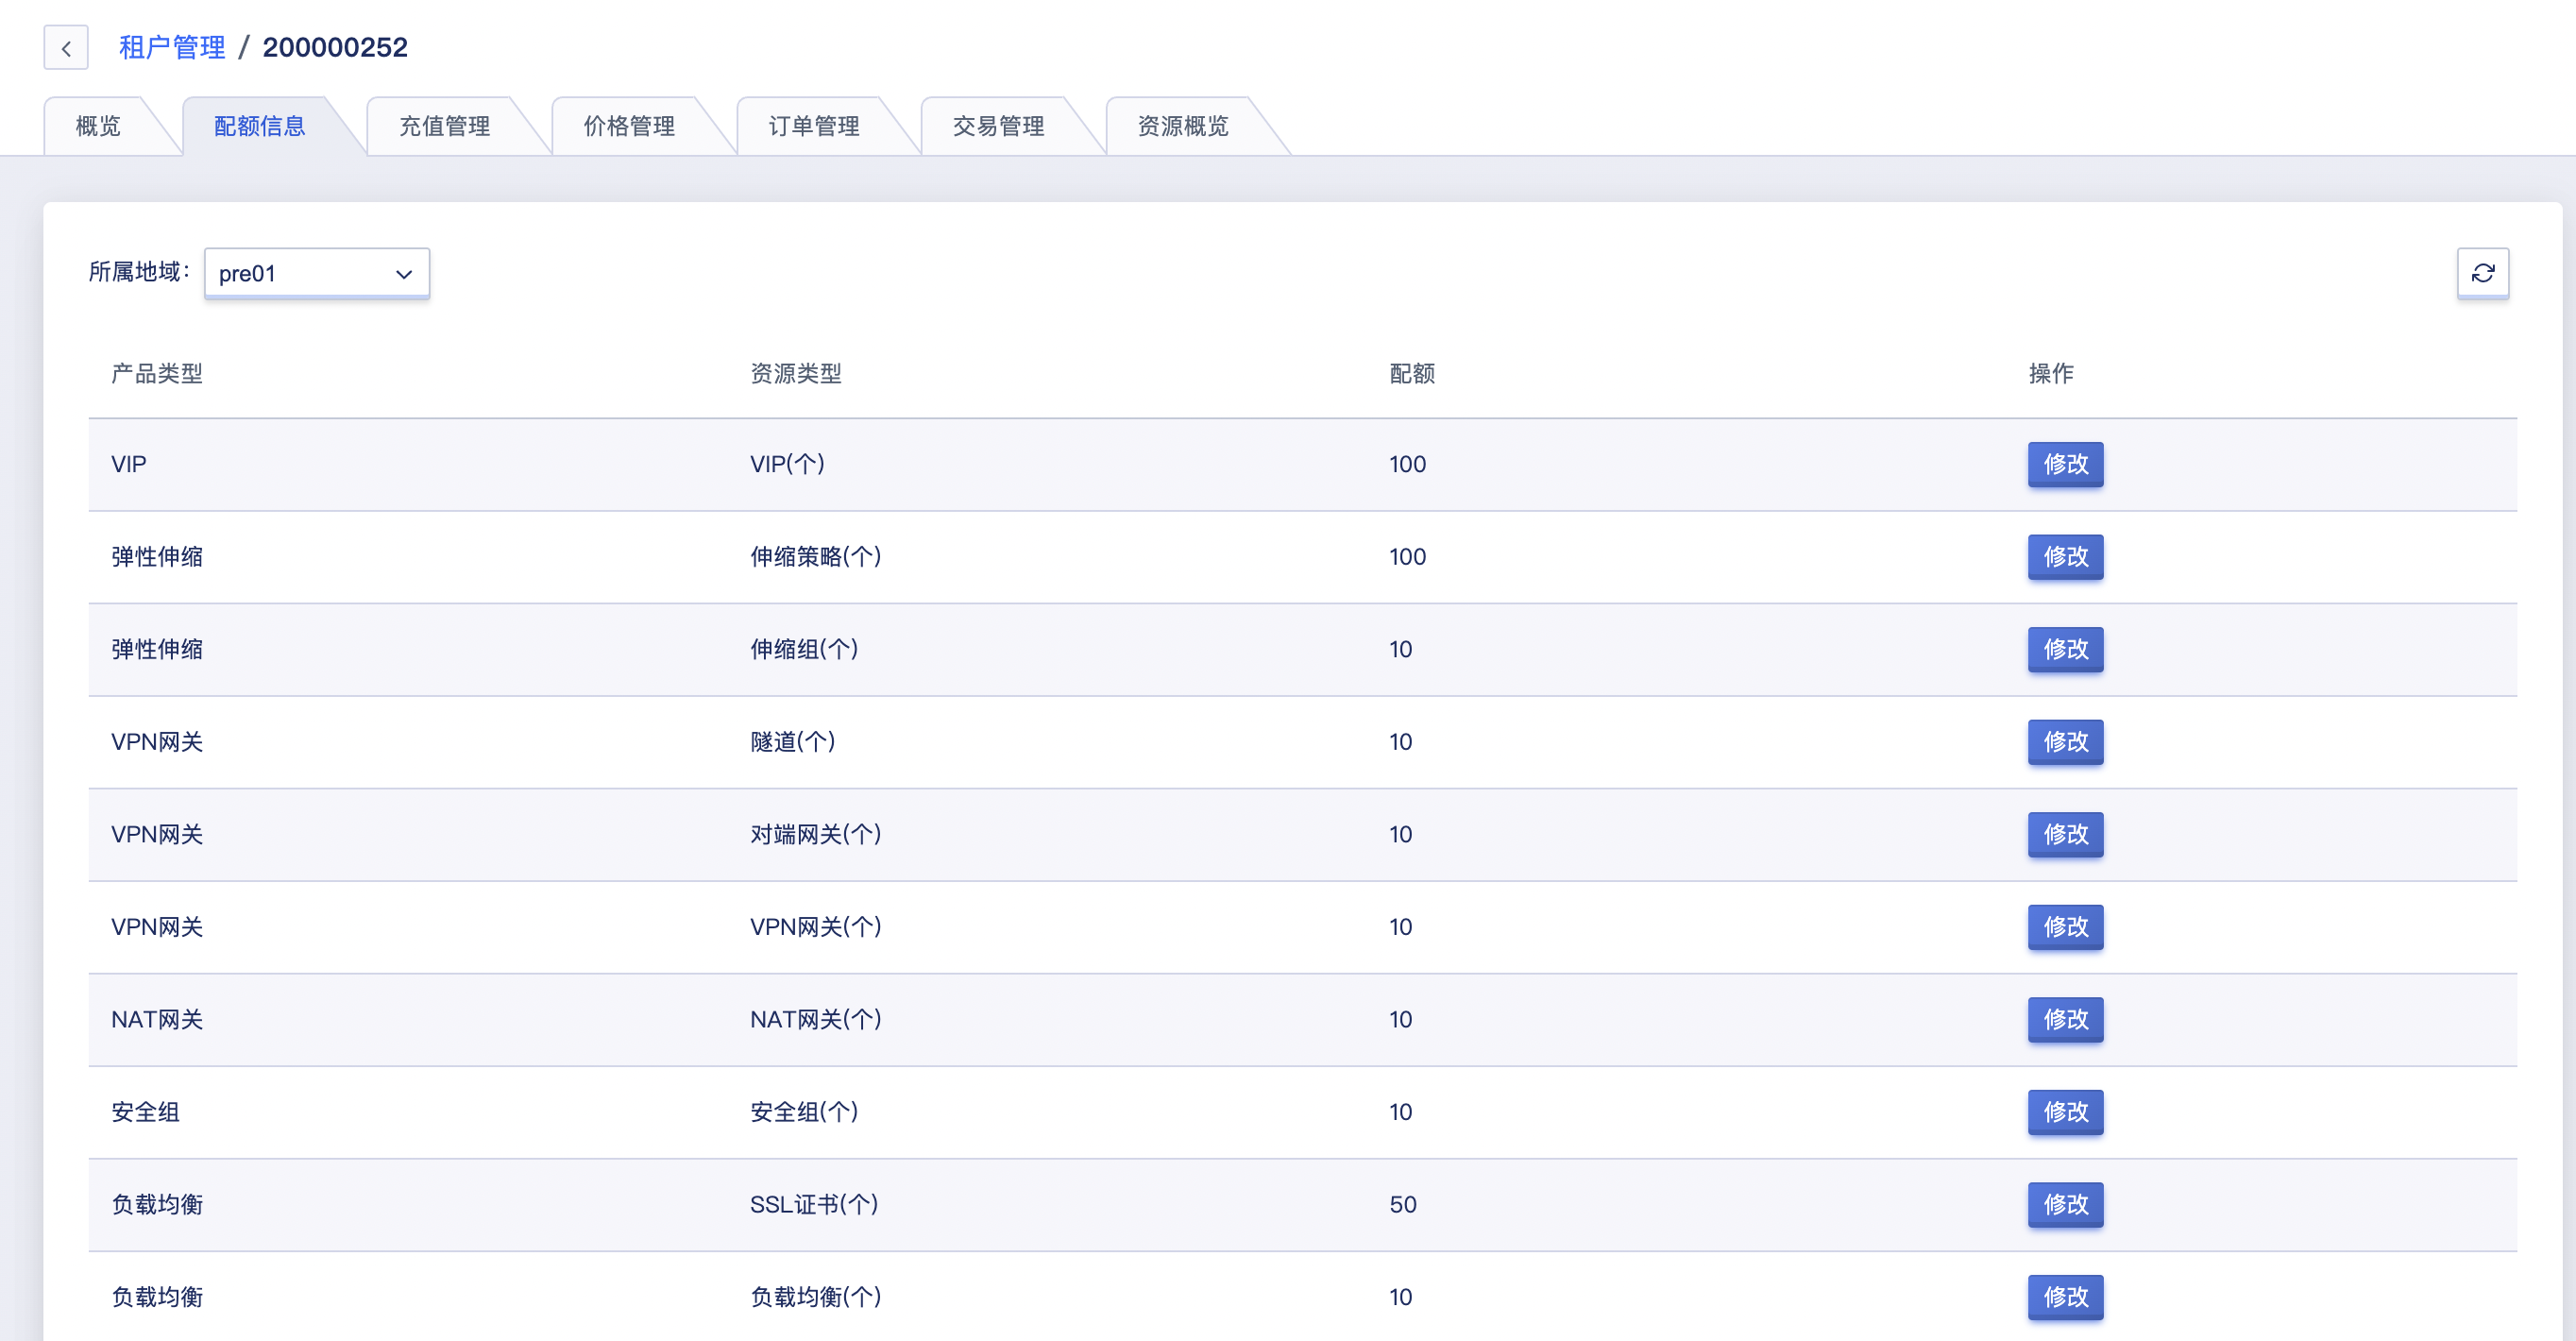 租户管理 / 200000252
概览 配额信息 充值管理 价格管理 订单管理 交易管理 资源概览
所属地域： pre01
产品类型 资源类型 配额 操作
VIP VIP(个) 100 修改
弹性伸缩 伸缩策略(个) 100 修改
弹性伸缩 伸缩组(个) 10 修改
VPN网关 隧道(个) 10 修改
VPN网关 对端网关(个) 10 修改
VPN网关 VPN网关(个) 10 修改
NAT网关 NAT网关(个) 10 修改
安全组 安全组(个) 10 修改
负载均衡 SSL证书(个) 50 修改
负载均衡 负载均衡(个) 10 修改